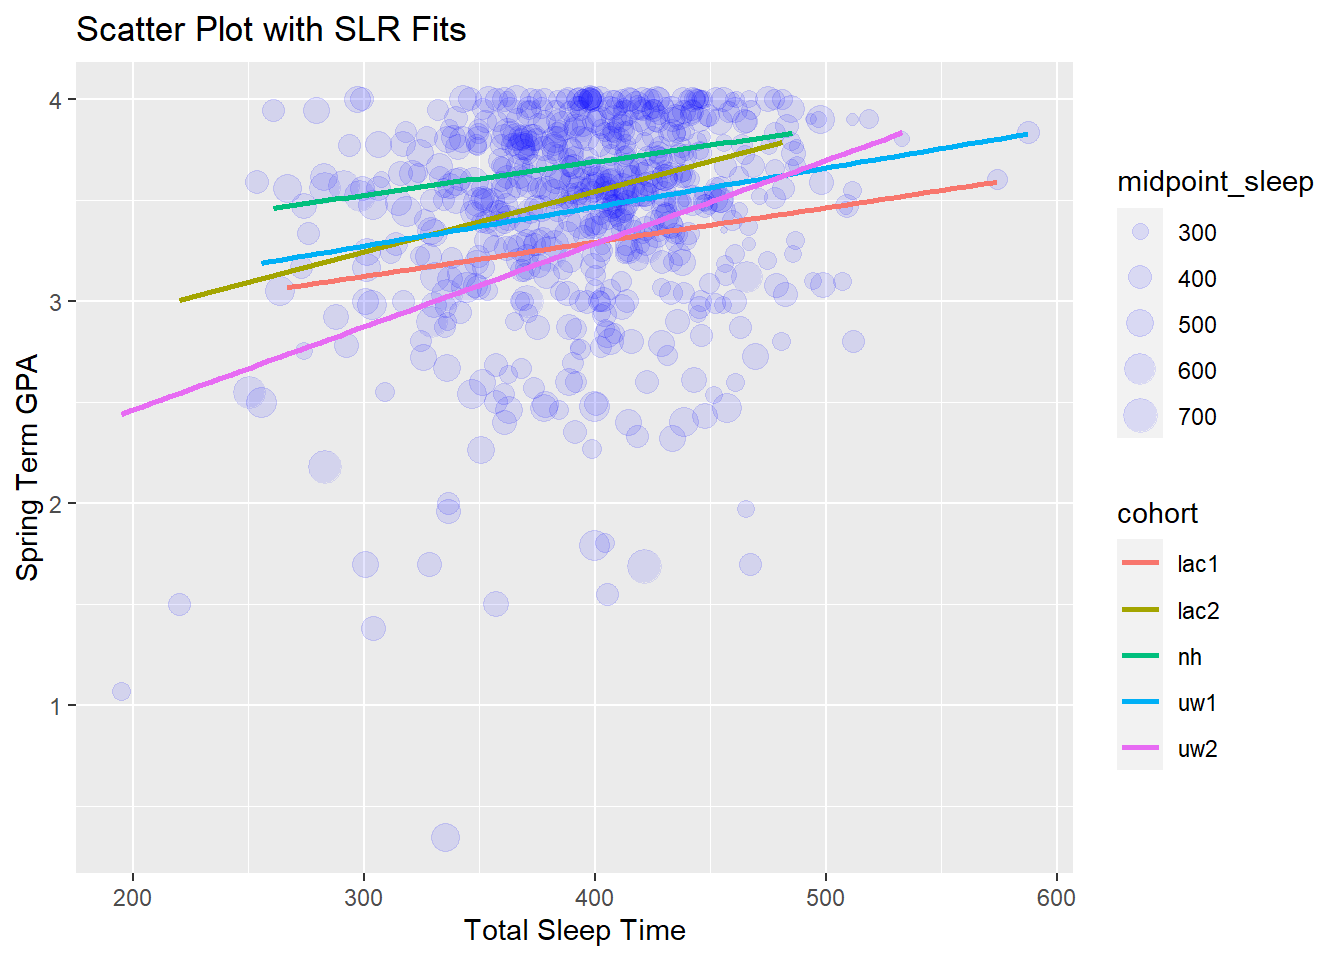 Scatter Plot with SLR Fits
Spring Term GPA
4
3
2
1
200
300
400
500
600
Total Sleep Time
midpoint_sleep
300
400
500
600
700
cohort
lac1
lac2
nh
uw1
uw2